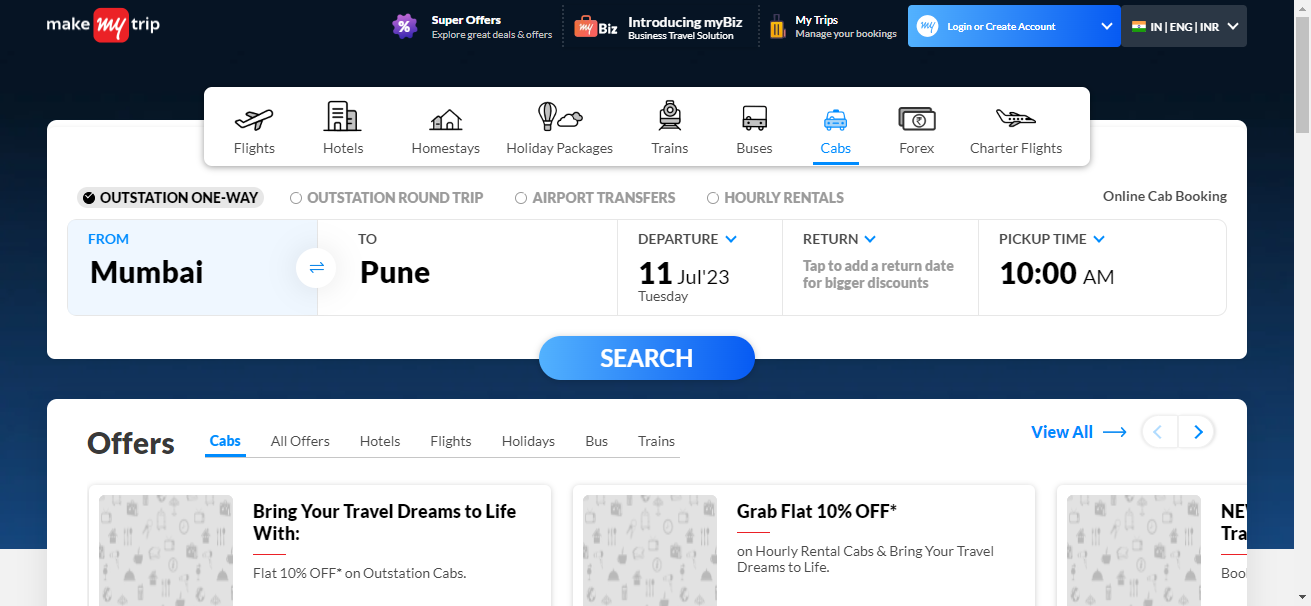 make my trip
%
Super Offers
Explore great deals & offers
my Biz
Introducing myBiz
Business Travel Solution
My Trips
Manage your bookings
my
Login or Create Account
IN | ENG | INR
Flights
Hotels
Homestays
Holiday Packages
Trains
Buses
Cabs
₹
Forex
Charter Flights
OUTSTATION ONE-WAY
OUTSTATION ROUND TRIP
AIRPORT TRANSFERS
HOURLY RENTALS
Online Cab Booking
FROM
Mumbai
TO
Pune
DEPARTURE
11 Jul'23
Tuesday
RETURN
Tap to add a return date
for bigger discounts
PICKUP TIME
10:00 AM
SEARCH
Offers
Cabs
All Offers
Hotels
Flights
Holidays
Bus
Trains
View All
Bring Your Travel Dreams to Life
With:
Flat 10% OFF* on Outstation Cabs.
Grab Flat 10% OFF*
on Hourly Rental Cabs & Bring Your Travel
Dreams to Life.